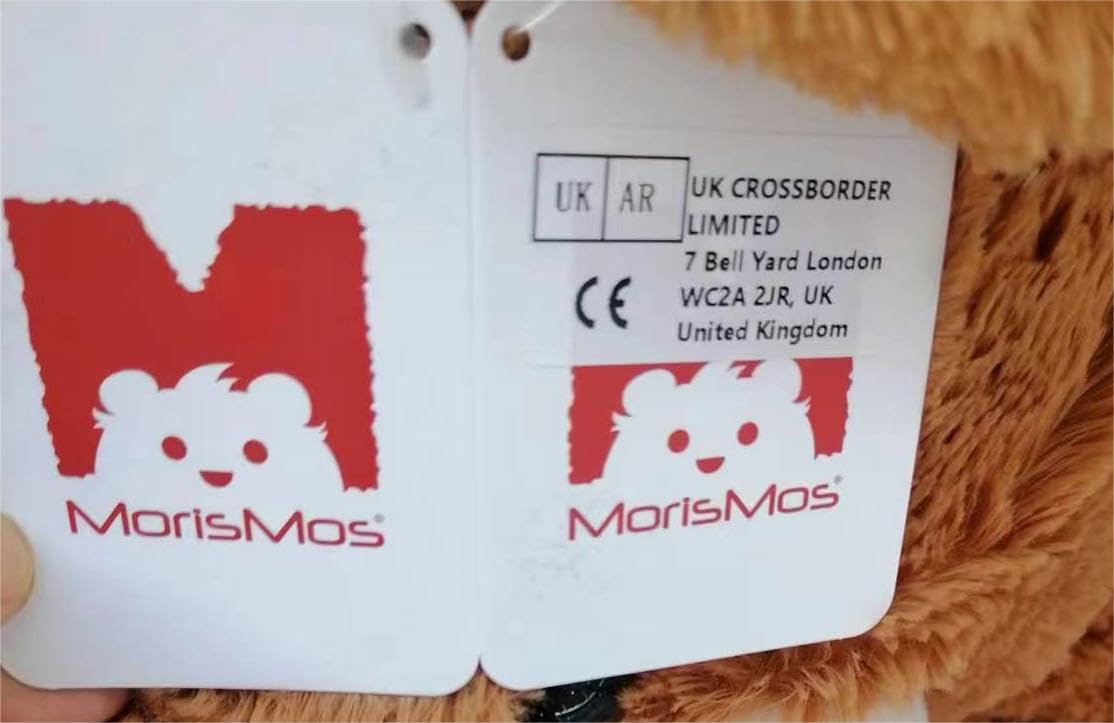 MorisMos®
UK AR
UK CROSSBORDER
LIMITED
7 Bell Yard London
WC2A 2JR, UK
United Kingdom
CE
MorisMos®